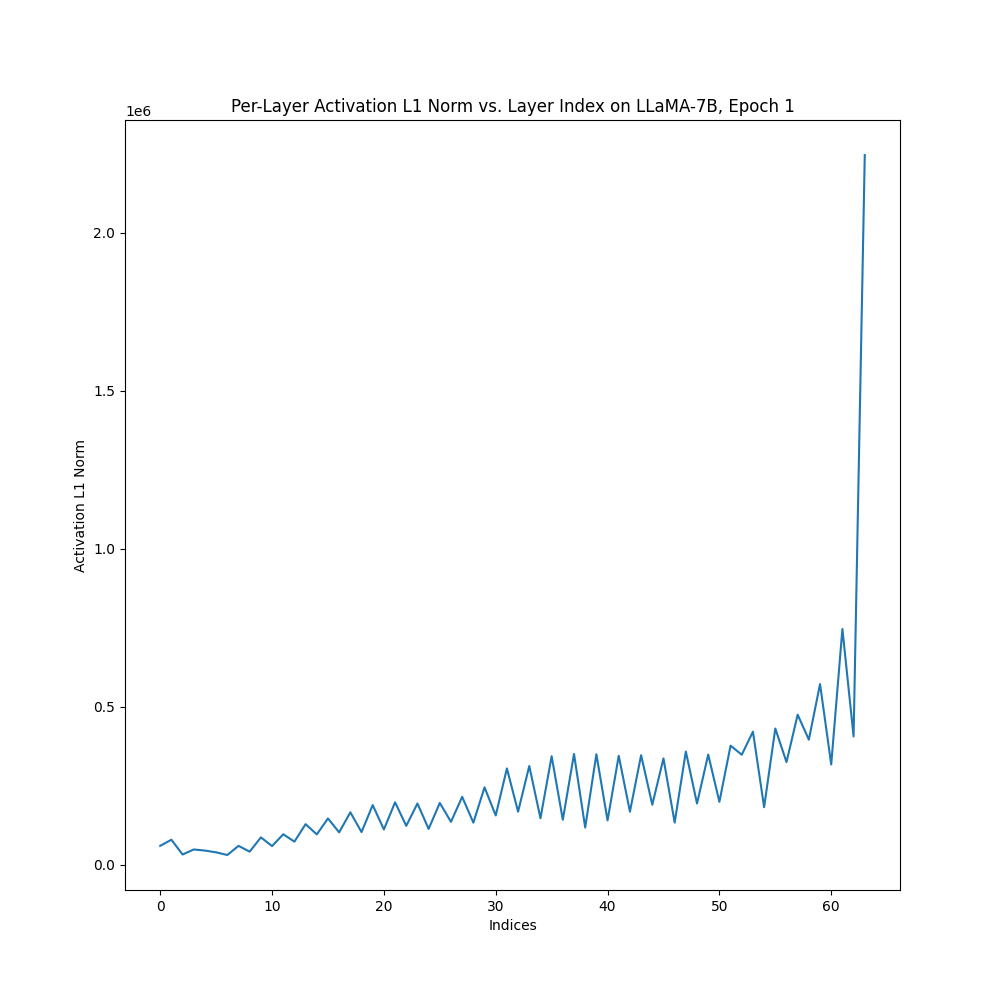 Per-Layer Activation L1 Norm vs. Layer Index on LLaMA-7B, Epoch 1
1e6
2.0
1.5
1.0
0.5
0.0
Activation L1 Norm
0 10 20 30 40 50 60
Indices